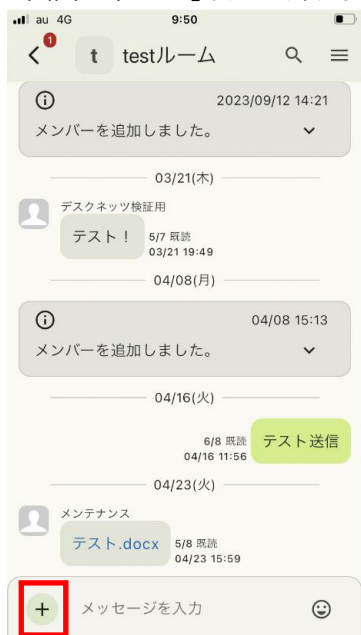 au 4G 9:50
1
t testルーム
2023/09/12 14:21
メンバーを追加しました。
03/21(木)
デスクネッツ検証用
テスト！ 5/7 既読
03/21 19:49
04/08(月)
04/08 15:13
メンバーを追加しました。
04/16(火)
6/8 既読 テスト送信
04/16 11:56
04/23(火)
メンテナンス
テスト.docx 5/8 既読
04/23 15:59
+ メッセージを入力